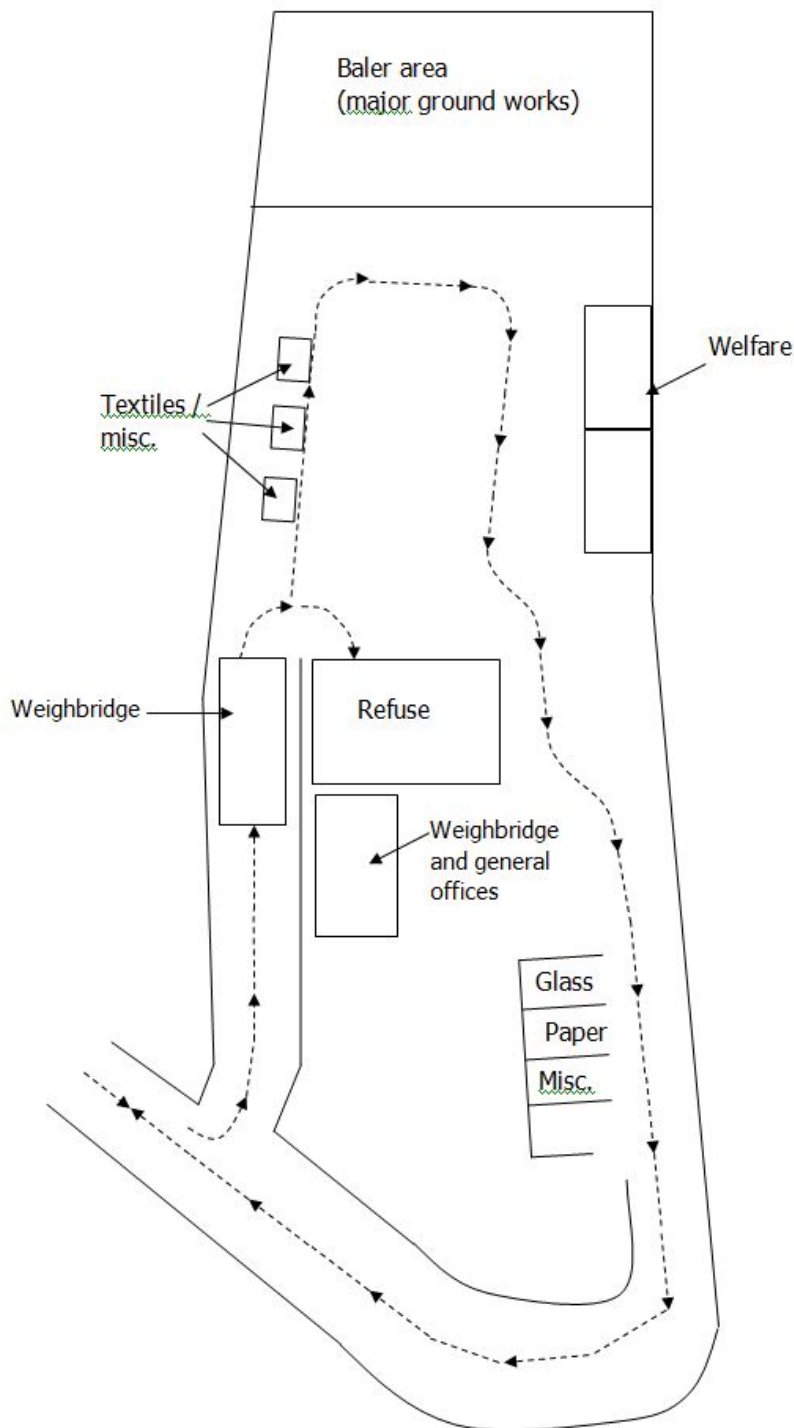 Baler area
(major ground works)
Welfare
Textiles /
misc.
Weighbridge
Refuse
Weighbridge
and general
offices
Glass
Paper
Misc.